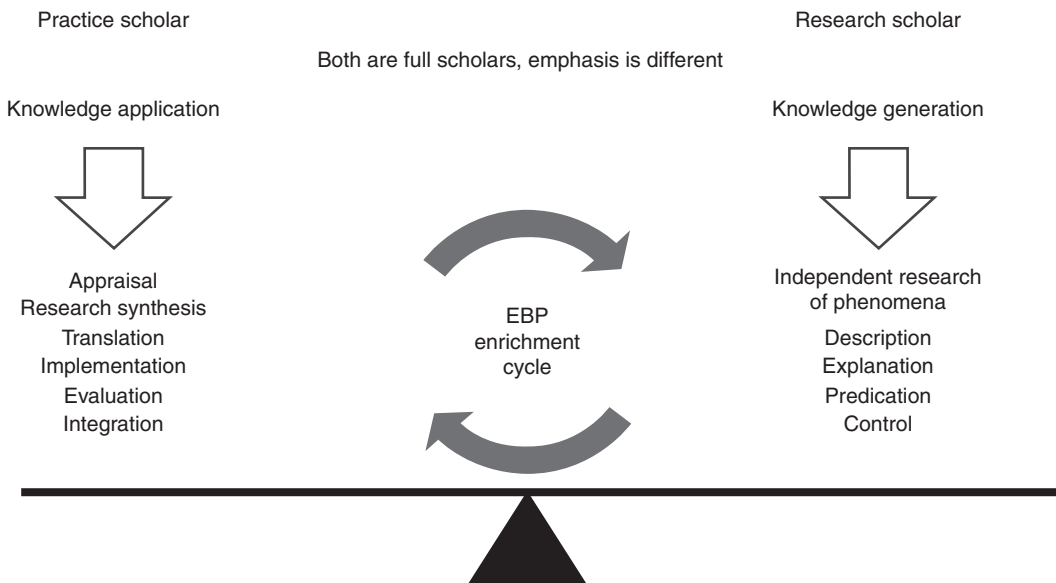 Practice scholar
Research scholar
Both are full scholars, emphasis is different
Knowledge application
Knowledge generation
Appraisal
Research synthesis
Translation
Implementation
Evaluation
Integration
EBP
enrichment
cycle
Independent research
of phenomena
Description
Explanation
Predication
Control